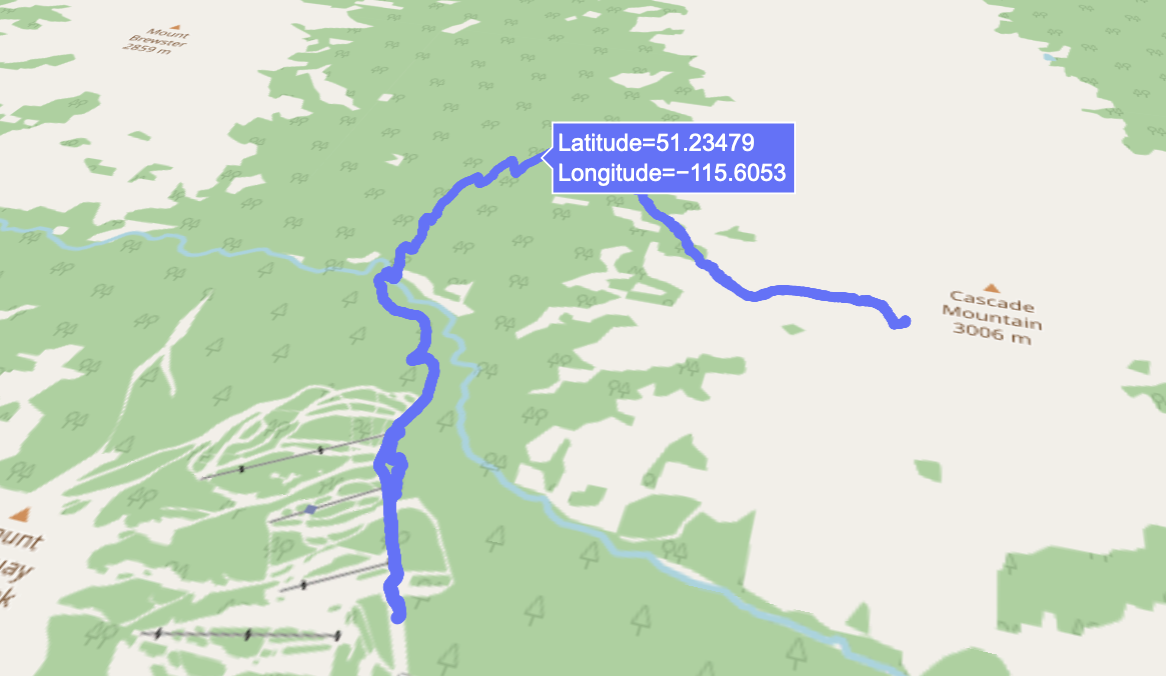 Mount
Brewster
2859 m
Latitude=51.23479
Longitude=−115.6053
Cascade
Mountain
3006 m